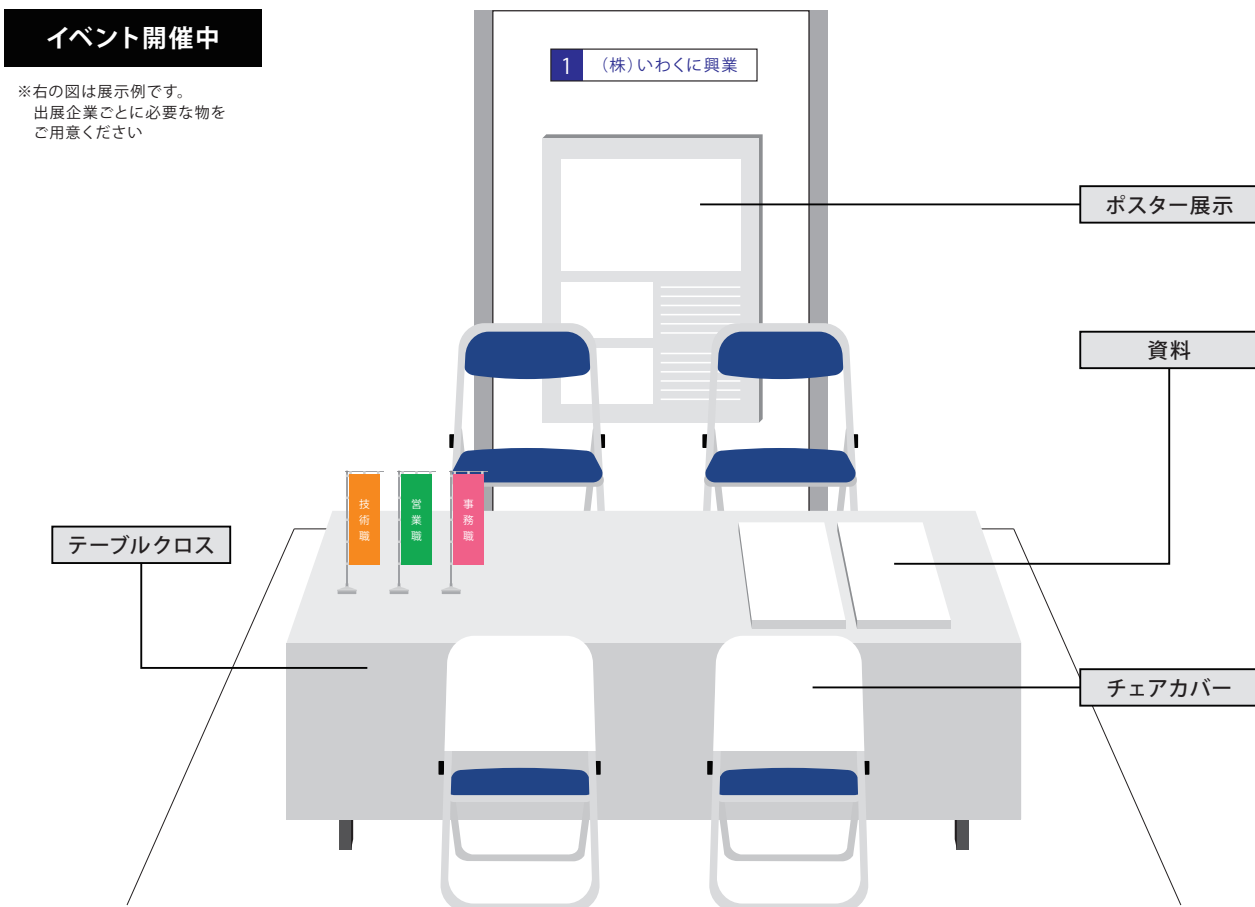 イベント開催中
※右の図は展示例です。
出展企業ごとに必要な物を
ご用意ください
1 (株)いわくに興業
ポスター展示
資料
技術職
営業職
事務職
テーブルクロス
チェアカバー